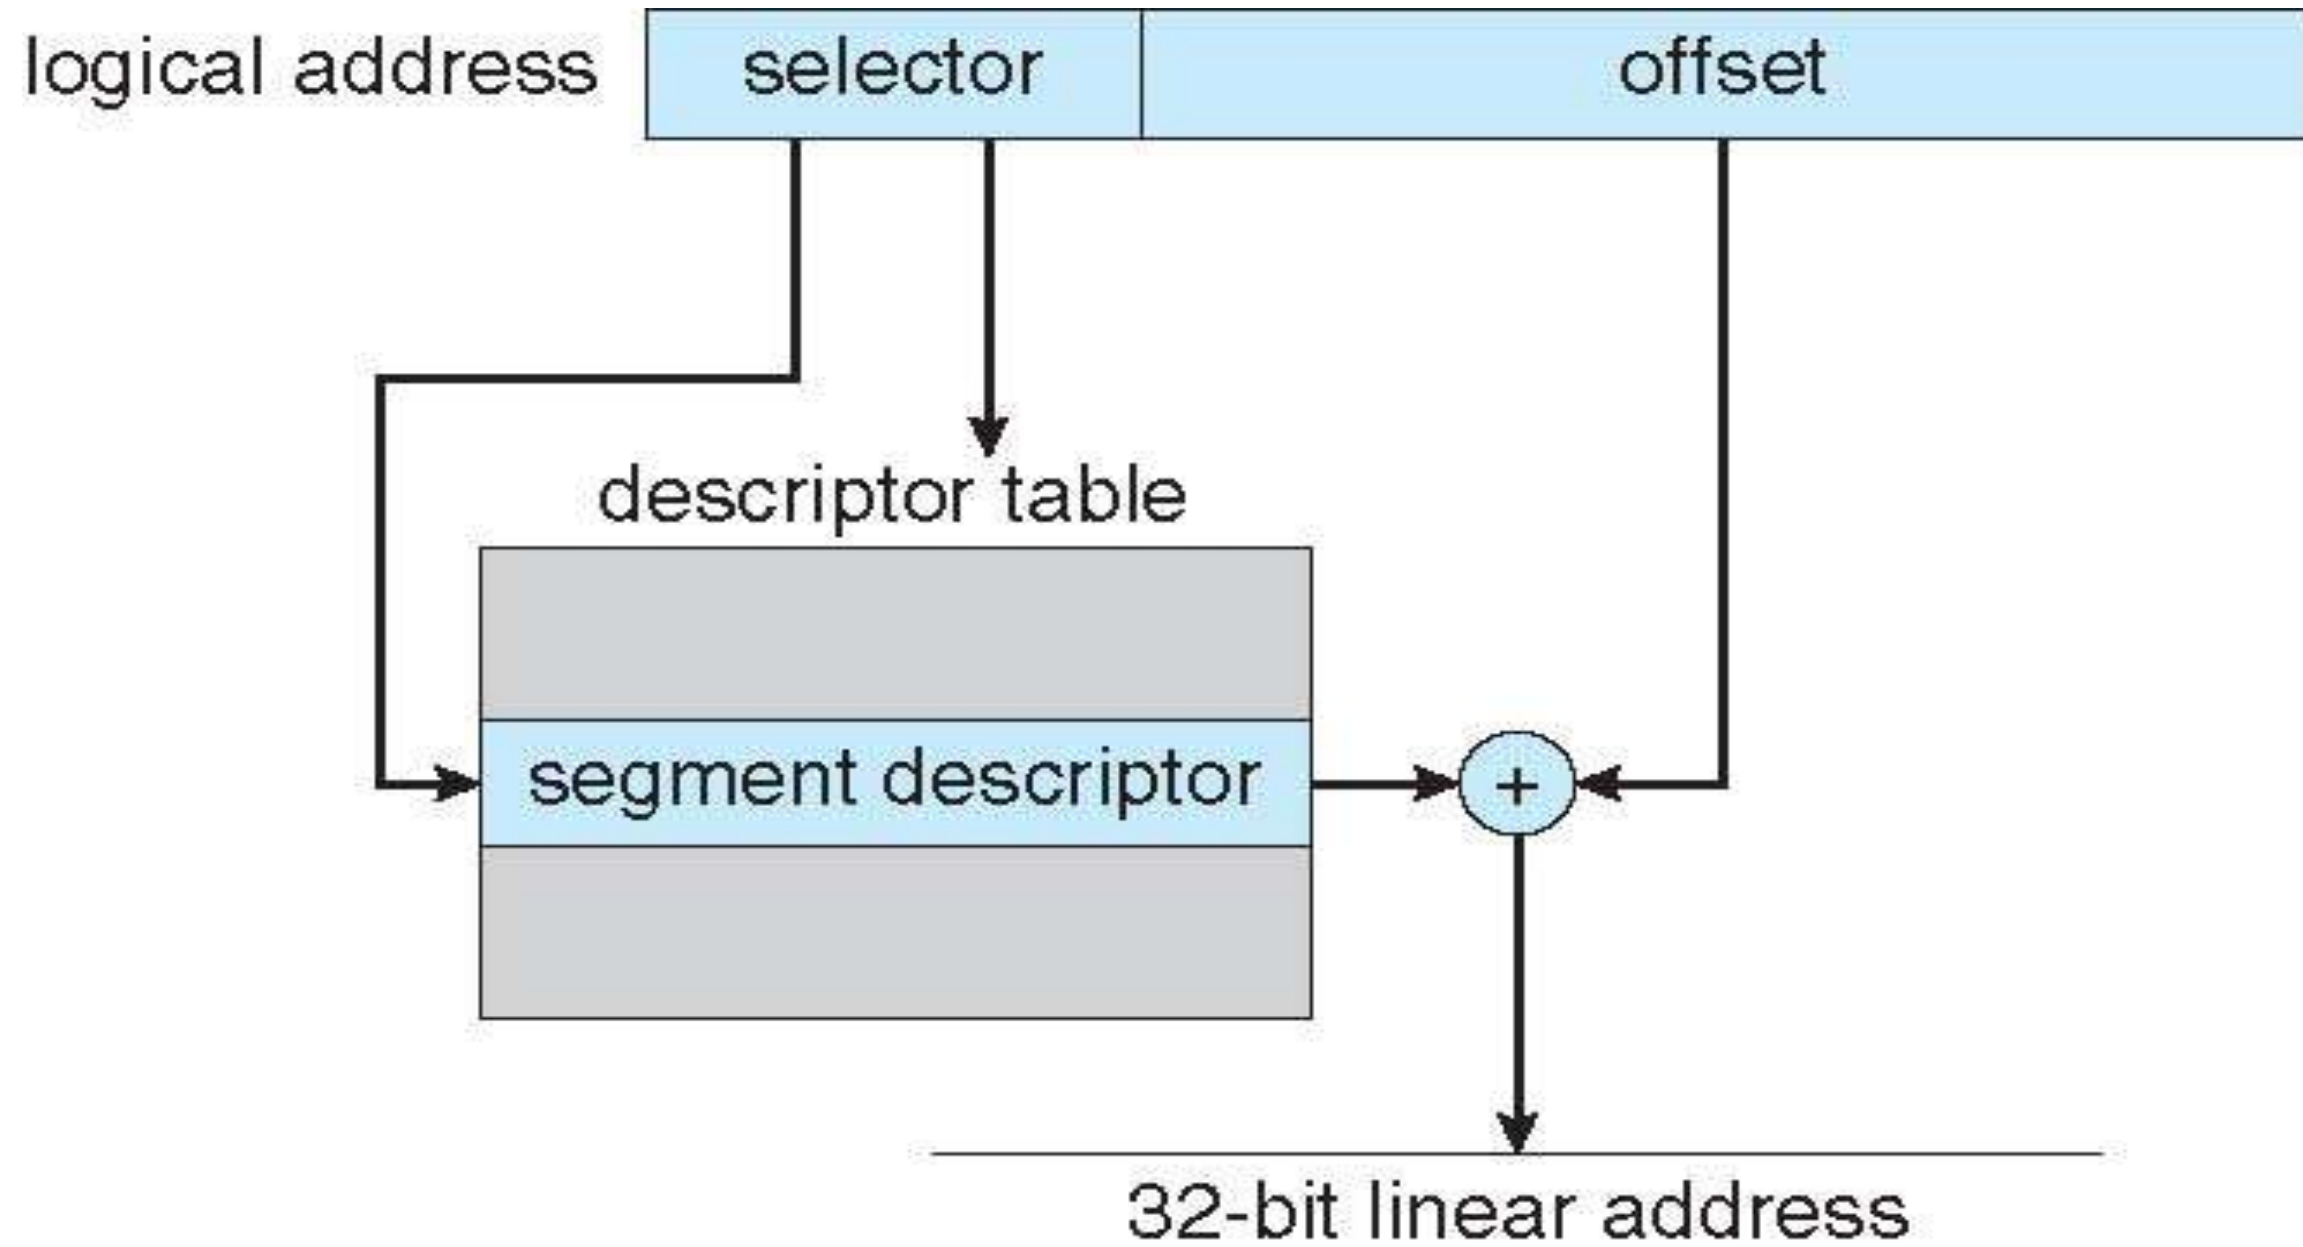 logical address selector offset
descriptor table
segment descriptor +
32-bit linear address